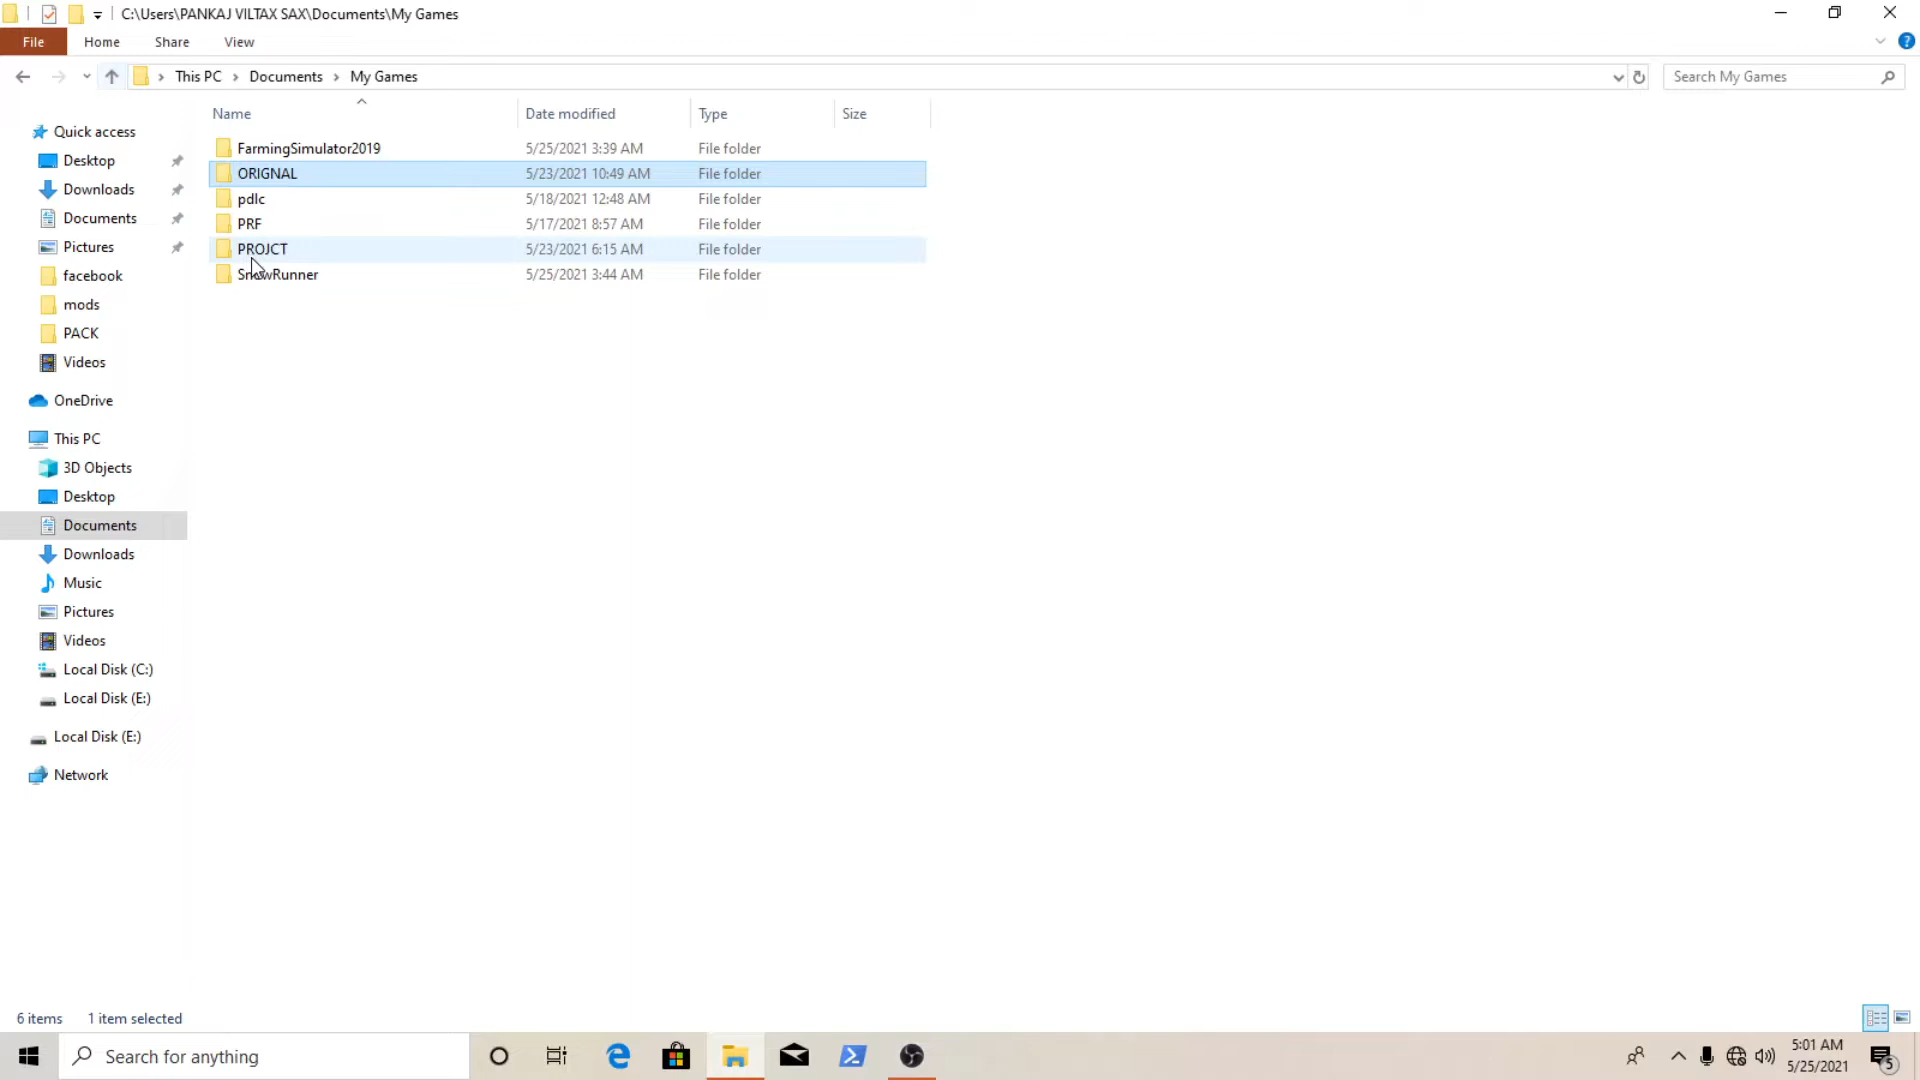 C:\Users\PANKAJ VILTAX SAX\Documents\My Games
File Home Share View
This PC Documents My Games Search My Games
Name Date modified Type Size
FarmingSimulator2019 5/25/2021 3:39 AM File folder
ORIGNAL 5/23/2021 10:49 AM File folder
pdlc 5/18/2021 12:48 AM File folder
PRF 5/17/2021 8:57 AM File folder
PROJCT 5/23/2021 6:15 AM File folder
SnowRunner 5/25/2021 3:44 AM File folder
Quick access
Desktop
Downloads
Documents
Pictures
facebook
mods
PACK
Videos
OneDrive
This PC
3D Objects
Desktop
Documents
Downloads
Music
Pictures
Videos
Local Disk (C:)
Local Disk (E:)
Local Disk (E:)
Network
6 items 1 item selected
Search for anything
5:01 AM
5/25/2021
5